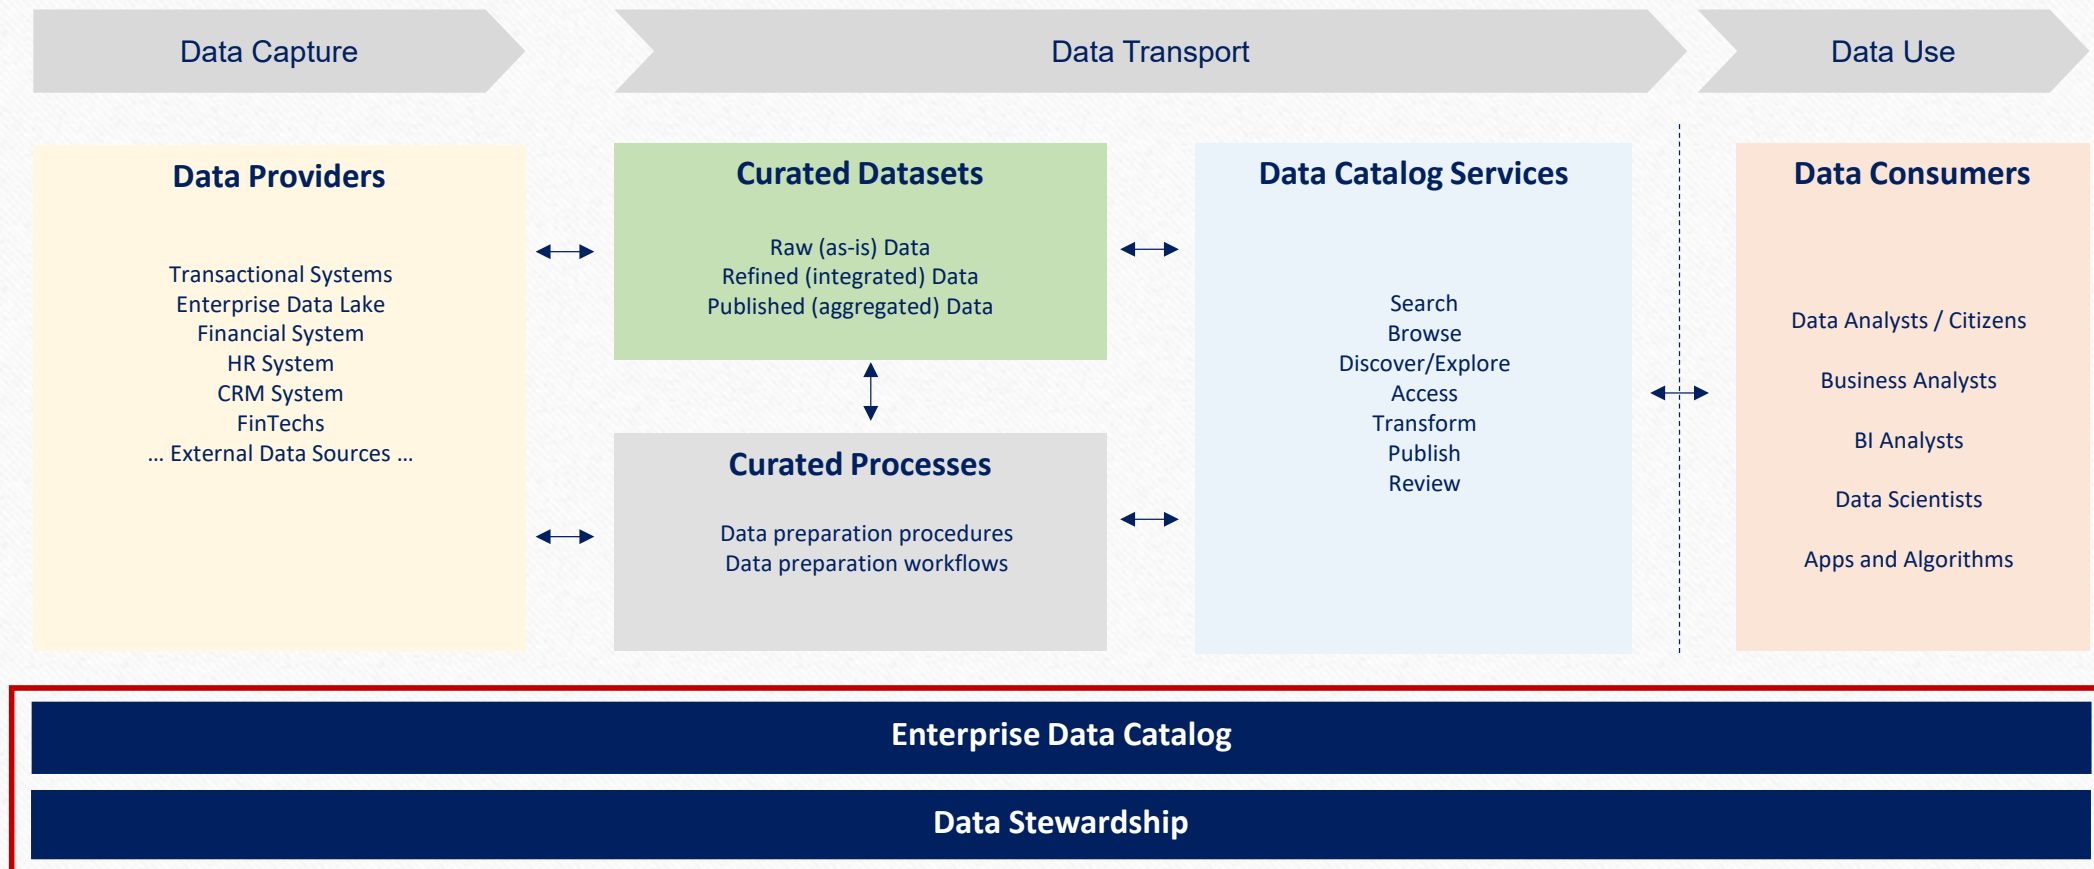 Data Capture
Data Transport
Data Use
Data Providers
Transactional Systems
Enterprise Data Lake
Financial System
HR System
CRM System
FinTechs
... External Data Sources ...
Curated Datasets
Raw (as-is) Data
Refined (integrated) Data
Published (aggregated) Data
Curated Processes
Data preparation procedures
Data preparation workflows
Data Catalog Services
Search
Browse
Discover/Explore
Access
Transform
Publish
Review
Data Consumers
Data Analysts / Citizens
Business Analysts
BI Analysts
Data Scientists
Apps and Algorithms
Enterprise Data Catalog
Data Stewardship